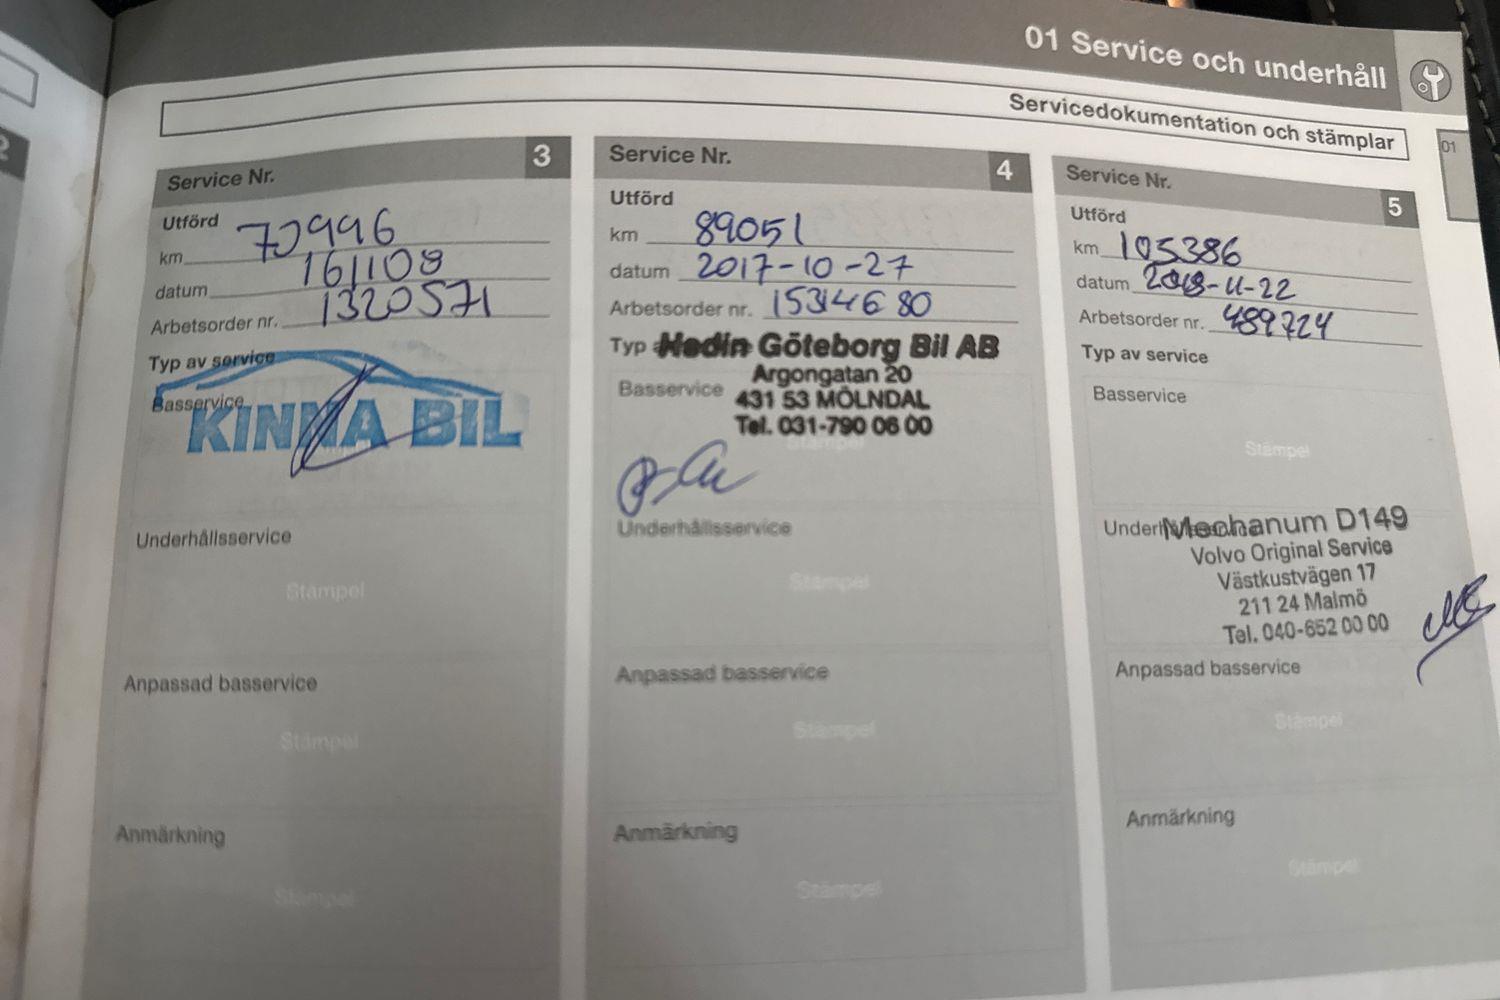 01 Service och underhåll
Servicedokumentation och stämplar
01
2
Service Nr. 3
Utförd
km 70996
datum 161108
Arbetsorder nr. 1320571
Typ av service
Basservice
KINNA BIL
Underhållsservice
Stämpel
Anpassad basservice
Stämpel
Anmärkning
Stämpel
Service Nr. 4
Utförd
km 89051
datum 2017-10-27
Arbetsorder nr. 15314680
Typ
Hedin Göteborg Bil AB
Argongatan 20
Basservice
431 53 MÖLNDAL
Tel. 031-790 06 00
Stämpel
Underhållsservice
Stämpel
Anpassad basservice
Stämpel
Anmärkning
Stämpel
Service Nr. 5
Utförd
km 105386
datum 2018-11-22
Arbetsorder nr. 489724
Typ av service
Basservice
Stämpel
Mechanum D149
Volvo Original Service
Västkustvägen 17
211 24 Malmö
Tel. 040-652 00 00
Anpassad basservice
Stämpel
Anmärkning
Stämpel